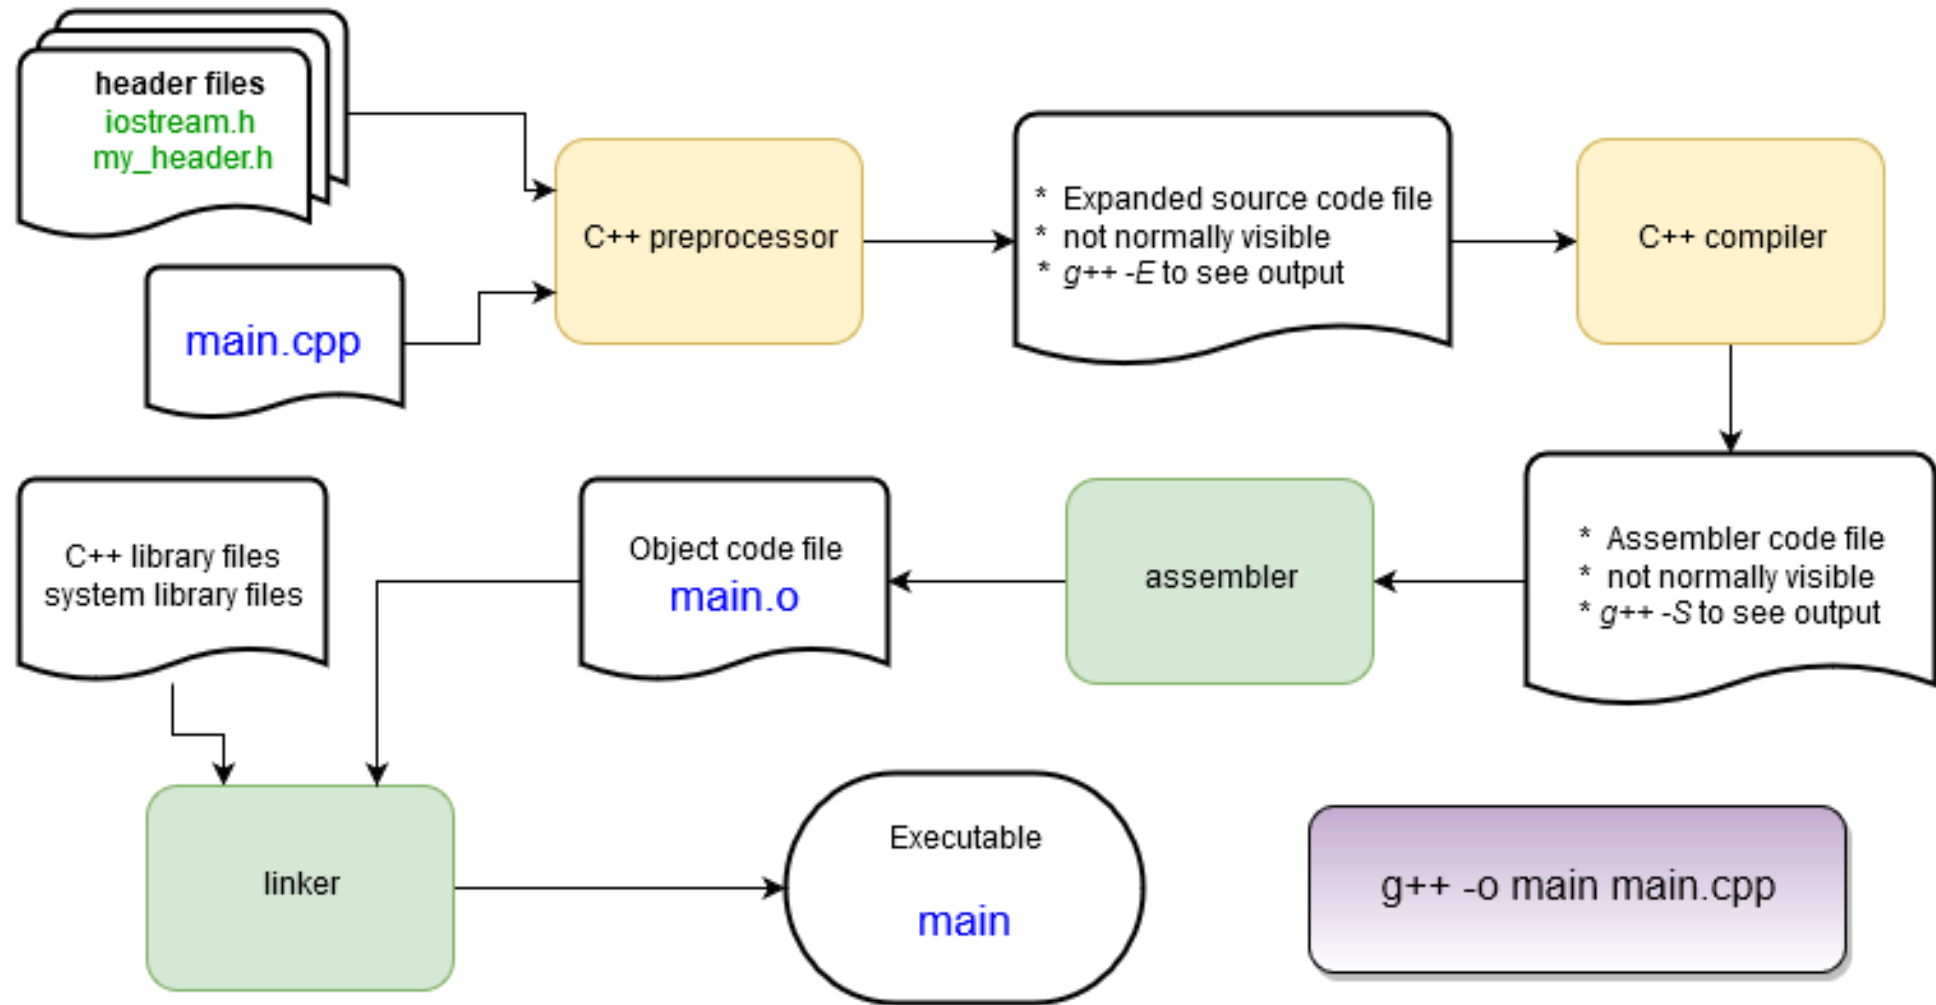 header files
iostream.h
my_header.h
main.cpp
C++ preprocessor
* Expanded source code file
* not normally visible
* g++ -E to see output
C++ compiler
C++ library files
system library files
Object code file
main.o
assembler
* Assembler code file
* not normally visible
* g++ -S to see output
linker
Executable
main
g++ -o main main.cpp